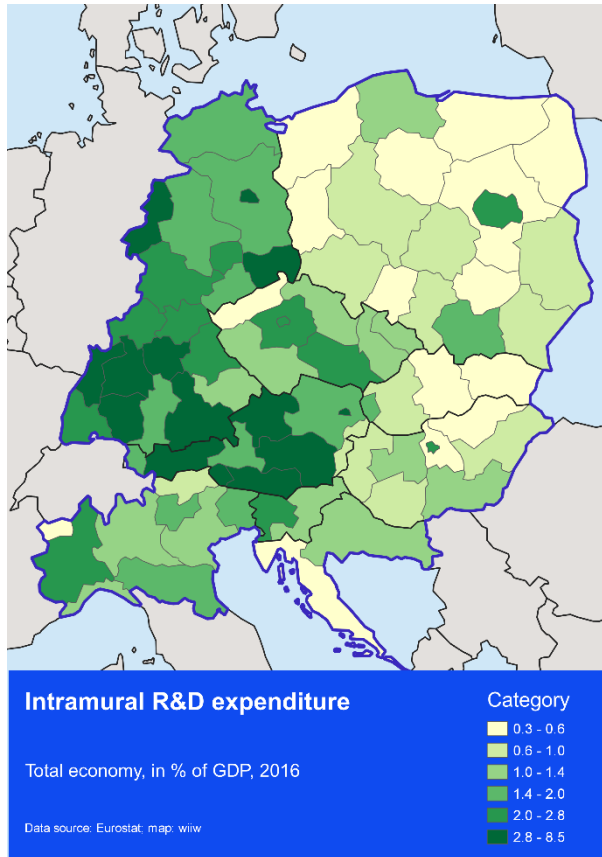 Intramural R&D expenditure
Total economy, in % of GDP, 2016
Data source: Eurostat; map: wiiw
Category
0.3 - 0.6
0.6 - 1.0
1.0 - 1.4
1.4 - 2.0
2.0 - 2.8
2.8 - 8.5